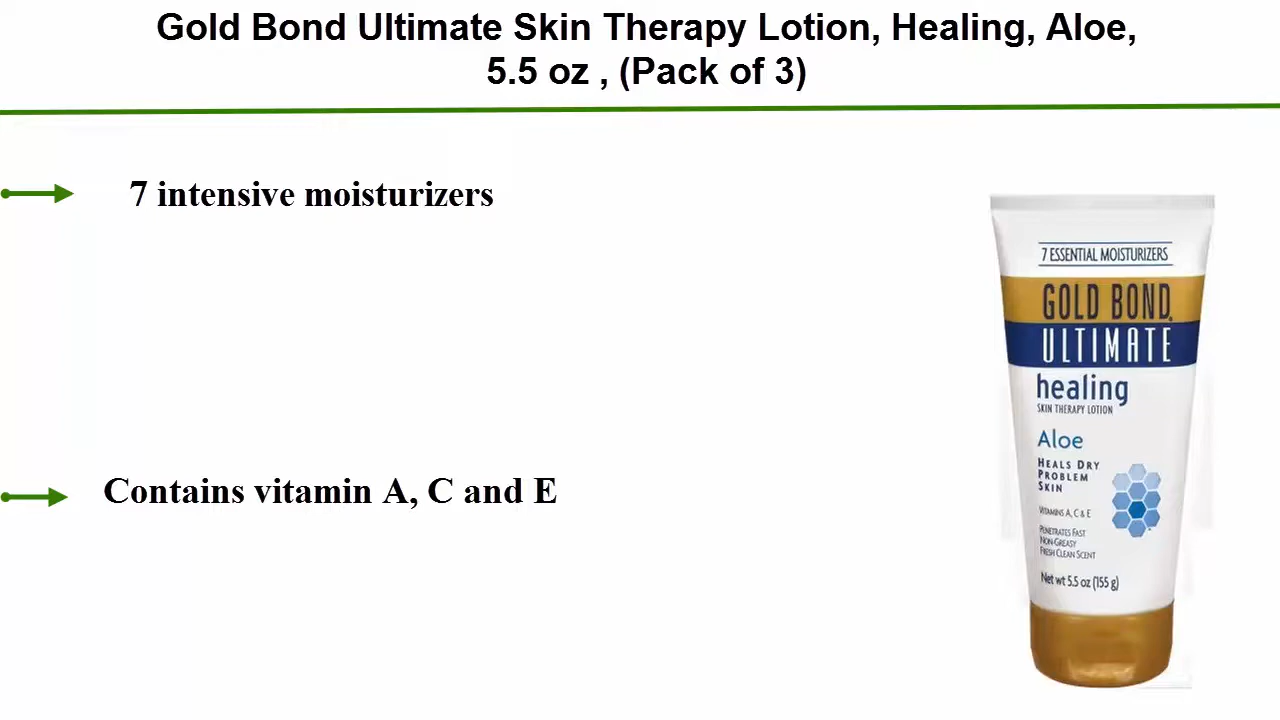 Gold Bond Ultimate Skin Therapy Lotion, Healing, Aloe,
5.5 oz , (Pack of 3)
7 intensive moisturizers
Contains vitamin A, C and E
7 ESSENTIAL MOISTURIZERS
GOLD BOND
ULTIMATE
healing
SKIN THERAPY LOTION
Aloe
HEALS DRY
PROBLEM
SKIN
VITAMINS A, C & E
PENETRATES FAST
NON-GREASY
FRESH CLEAN SCENT
Net wt 5.5 oz (155 g)